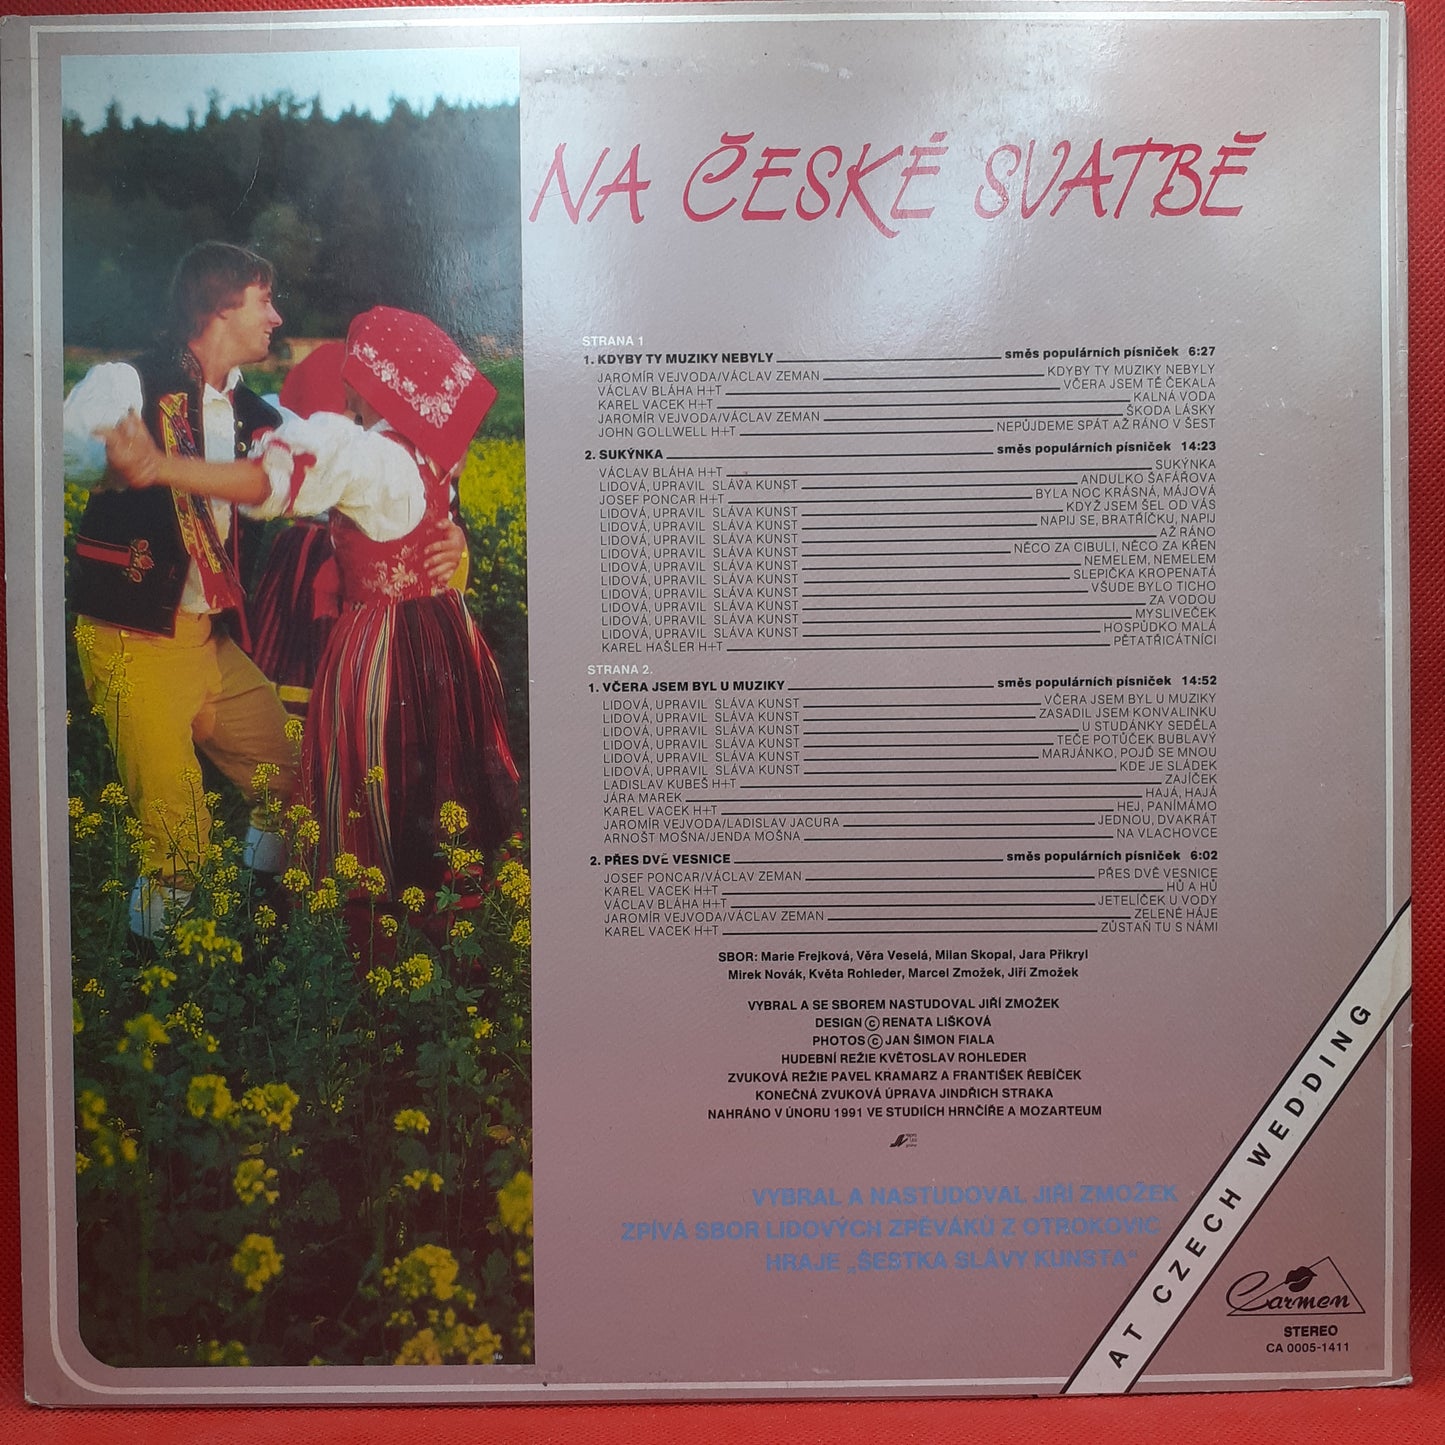 NA ČESKÉ SVATBĚ
STRANA 1
1. KDYBY TY MUZIKY NEBYLY směs populárních písniček 6:27
JAROMÍR VEJVODA/VÁCLAV ZEMAN KDYBY TY MUZIKY NEBYLY
VÁCLAV BLÁHA H+T VČERA JSEM TĚ ČEKALA
KAREL VACEK H+T KALNÁ VODA
JAROMÍR VEJVODA/VÁCLAV ZEMAN ŠKODA LÁSKY
JOHN GOLLWELL H+T NEPŮJDEME SPÁT AŽ RÁNO V ŠEST
2. SUKÝNKA směs populárních písniček 14:23
VÁCLAV BLÁHA H+T SUKÝNKA
LIDOVÁ, UPRAVIL SLÁVA KUNST ANDULKO ŠAFÁŘOVA
JOSEF PONCAR H+T BYLA NOC KRÁSNÁ, MÁJOVÁ
LIDOVÁ, UPRAVIL SLÁVA KUNST KDYŽ JSEM ŠEL OD VÁS
LIDOVÁ, UPRAVIL SLÁVA KUNST NAPIJ SE, BRATŘÍČKU, NAPIJ
LIDOVÁ, UPRAVIL SLÁVA KUNST AŽ RÁNO
LIDOVÁ, UPRAVIL SLÁVA KUNST NĚCO ZA CIBULI, NĚCO ZA KŘEN
LIDOVÁ, UPRAVIL SLÁVA KUNST NEMELEM, NEMELEM
LIDOVÁ, UPRAVIL SLÁVA KUNST SLEPIČKA KROPENATÁ
LIDOVÁ, UPRAVIL SLÁVA KUNST VŠUDE BYLO TICHO
LIDOVÁ, UPRAVIL SLÁVA KUNST ZA VODOU
LIDOVÁ, UPRAVIL SLÁVA KUNST MYSLIVEČEK
LIDOVÁ, UPRAVIL SLÁVA KUNST HOSPŮDKO MALÁ
KAREL HAŠLER H+T PĚTATŘICÁTNÍCI
STRANA 2.
1. VČERA JSEM BYL U MUZIKY směs populárních písniček 14:52
LIDOVÁ, UPRAVIL SLÁVA KUNST VČERA JSEM BYL U MUZIKY
LIDOVÁ, UPRAVIL SLÁVA KUNST ZASADIL JSEM KONVALINKU
LIDOVÁ, UPRAVIL SLÁVA KUNST U STUDÁNKY SEDĚLA
LIDOVÁ, UPRAVIL SLÁVA KUNST TEČE POTŮČEK BUBLAVÝ
LIDOVÁ, UPRAVIL SLÁVA KUNST MARJÁNKO, POJĎ SE MNOU
LIDOVÁ, UPRAVIL SLÁVA KUNST KDE JE SLÁDEK
LADISLAV KUBEŠ H+T ZAJÍČEK
JÁRA MAREK HAJÁ, HAJÁ
KAREL VACEK H+T HEJ, PANÍMÁMO
JAROMÍR VEJVODA/LADISLAV JACURA JEDNOU, DVAKRÁT
ARNOŠT MOŠNA/JENDA MOŠNA NA VLACHOVCE
2. PŘES DVĚ VESNICE směs populárních písniček 6:02
JOSEF PONCAR/VÁCLAV ZEMAN PŘES DVĚ VESNICE
KAREL VACEK H+T HŮ A HŮ
VÁCLAV BLÁHA H+T JETELÍČEK U VODY
JAROMÍR VEJVODA/VÁCLAV ZEMAN ZELENÉ HÁJE
KAREL VACEK H+T ZŮSTAŇ TU S NÁMI
SBOR: Marie Frejková, Věra Veselá, Milan Skopal, Jara Přikryl
Mirek Novák, Květa Rohleder, Marcel Zmožek, Jiří Zmožek
VYBRAL A SE SBOREM NASTUDOVAL JIŘÍ ZMOŽEK
DESIGN © RENATA LIŠKOVÁ
PHOTOS © JAN ŠIMON FIALA
HUDEBNÍ REŽIE KVĚTOSLAV ROHLEDER
ZVUKOVÁ REŽIE PAVEL KRAMARZ A FRANTIŠEK ŘEBÍČEK
KONEČNÁ ZVUKOVÁ ÚPRAVA JINDŘICH STRAKA
NAHRÁNO V ÚNORU 1991 VE STUDIÍCH HRNČÍŘE A MOZARTEUM
VYBRAL A NASTUDOVAL JIŘÍ ZMOŽEK
ZPÍVÁ SBOR LIDOVÝCH ZPĚVÁKŮ Z OTROKOVIC
HRAJE „ŠESTKA SLÁVY KUNSTA"
AT CZECH WEDDING
Carmen
STEREO
CA 0005-1411